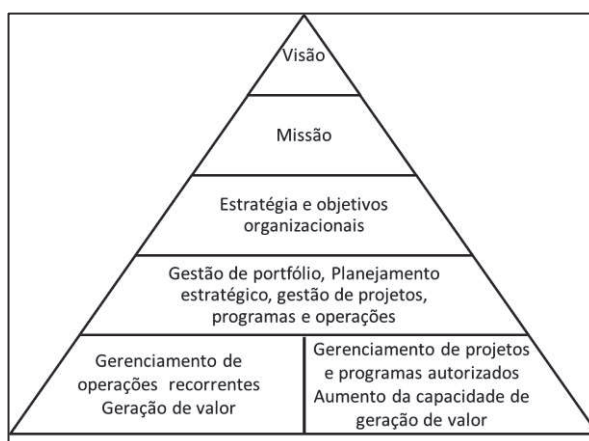 Visão
Missão
Estratégia e objetivos
organizacionais
Gestão de portfólio, Planejamento
estratégico, gestão de projetos,
programas e operações
Gerenciamento de
operações recorrentes
Geração de valor
Gerenciamento de projetos
e programas autorizados
Aumento da capacidade de
geração de valor